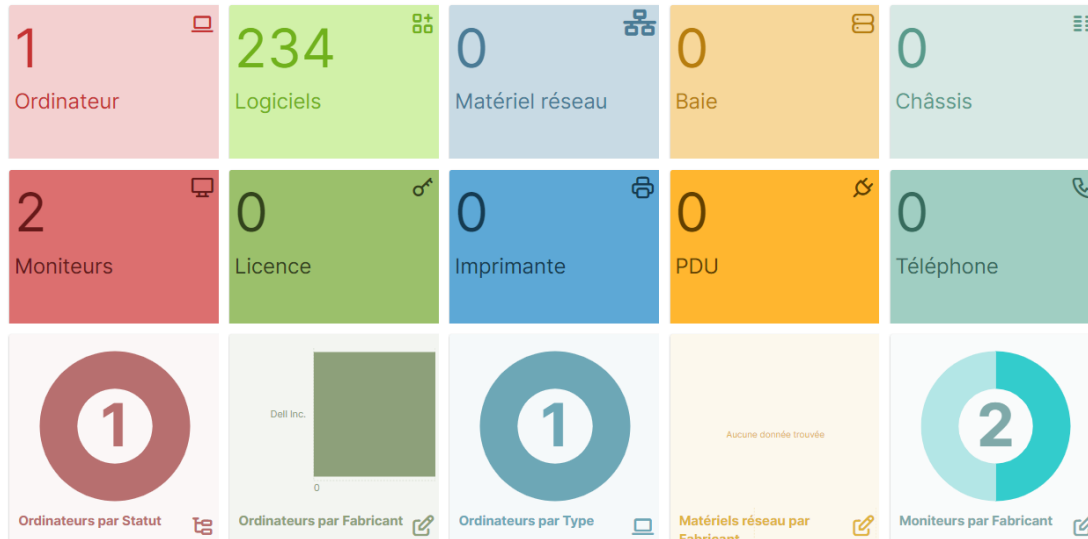 1
Ordinateur
234
Logiciels
0
Matériel réseau
0
Baie
0
Châssis
2
Moniteurs
0
Licence
0
Imprimante
0
PDU
0
Téléphone
1
Ordinateurs par Statut
Dell Inc.
0
Ordinateurs par Fabricant
1
Ordinateurs par Type
Aucune donnée trouvée
Matériels réseau par
Fabricant
2
Moniteurs par Fabricant